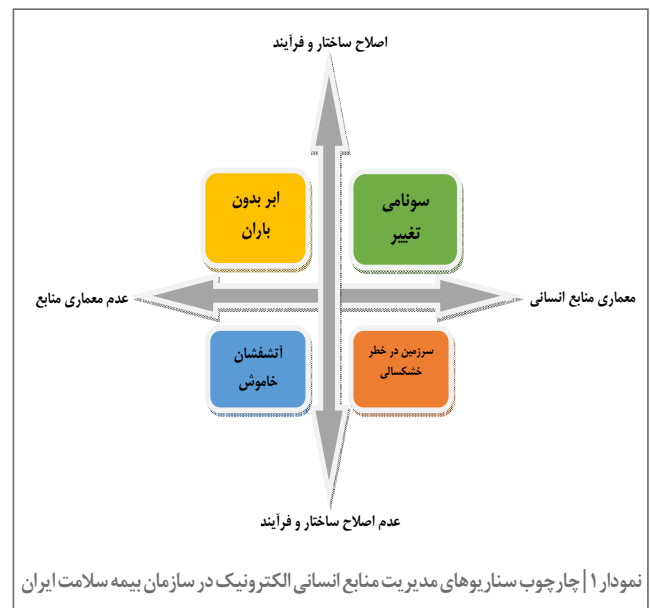 اصلاح ساختار و فرآیند
ابر بدون
باران
سونامی
تغییر
عدم معماری منابع
معماری منابع انسانی
آتشفشان
خاموش
سرزمین در خطر
خشکسالی
عدم اصلاح ساختار و فرآیند
نمودار ۱ | چارچوب سناریوهای مدیریت منابع انسانی الکترونیک در سازمان بیمه سلامت ایران